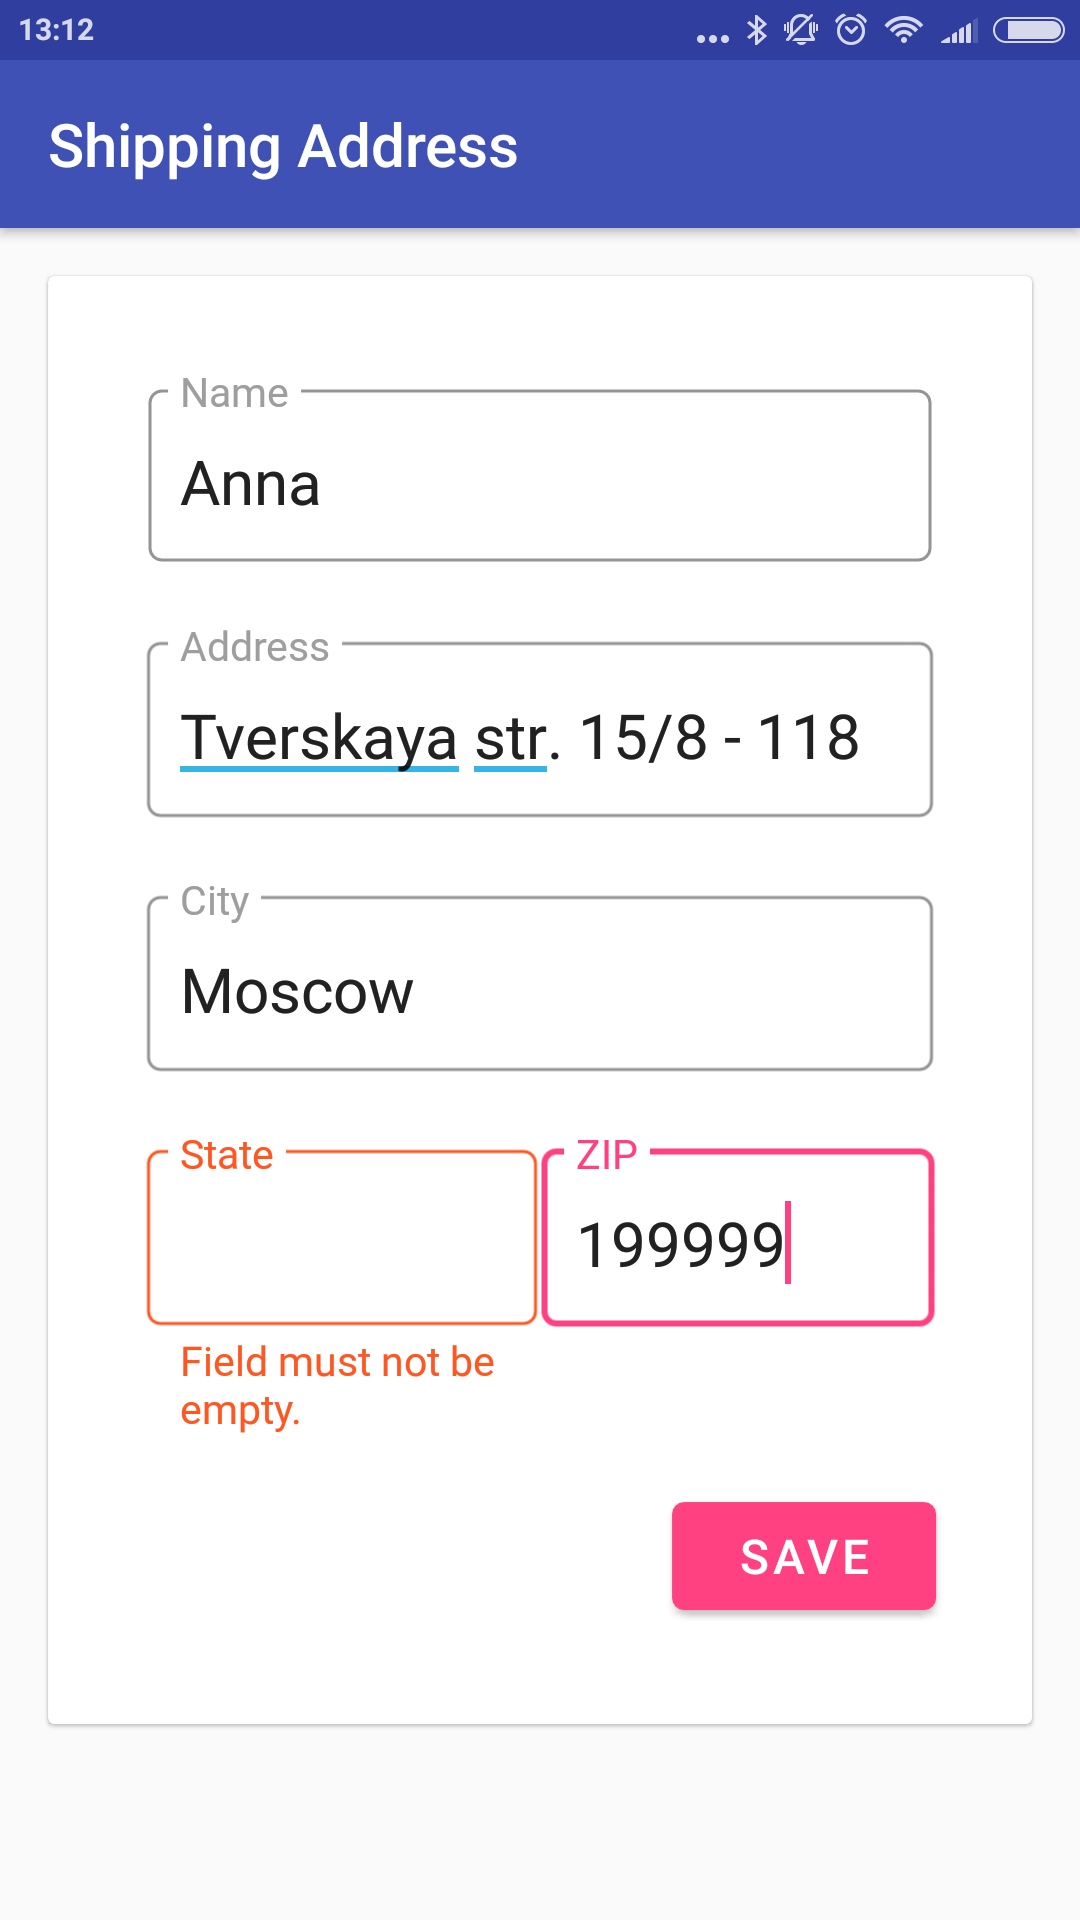 13:12
Shipping Address
Name
Anna
Address
Tverskaya str. 15/8 - 118
City
Moscow
State
ZIP
199999
Field must not be
empty.
SAVE